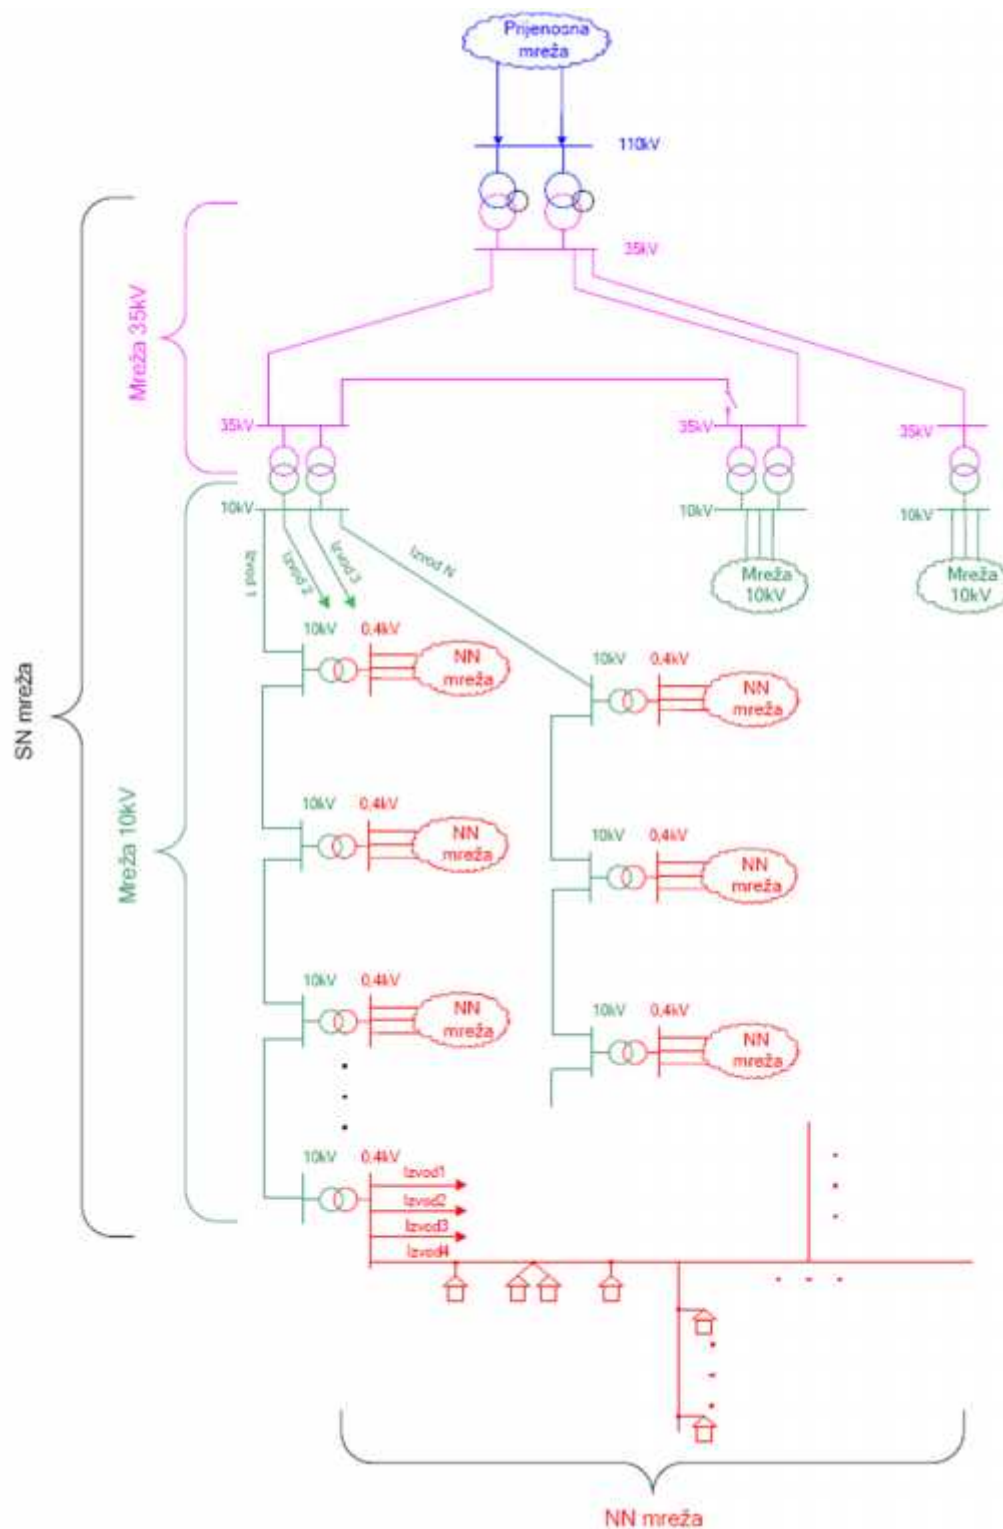 Prijenosna
mreža
110kV
35kV
Mreža 35kV
35kV
35kV
35kV
10kV
10kV
10kV
Izvod 1
Izvod 2
Izvod 3
Izvod N
Mreža
10kV
Mreža
10kV
SN mreža
Mreža 10kV
10kV
0,4kV
NN
mreža
10kV
0,4kV
NN
mreža
10kV
0,4kV
NN
mreža
10kV
0,4kV
NN
mreža
10kV
0,4kV
NN
mreža
10kV
0,4kV
NN
mreža
10kV
0,4kV
Izvod1
Izvod2
Izvod3
Izvod4
NN mreža